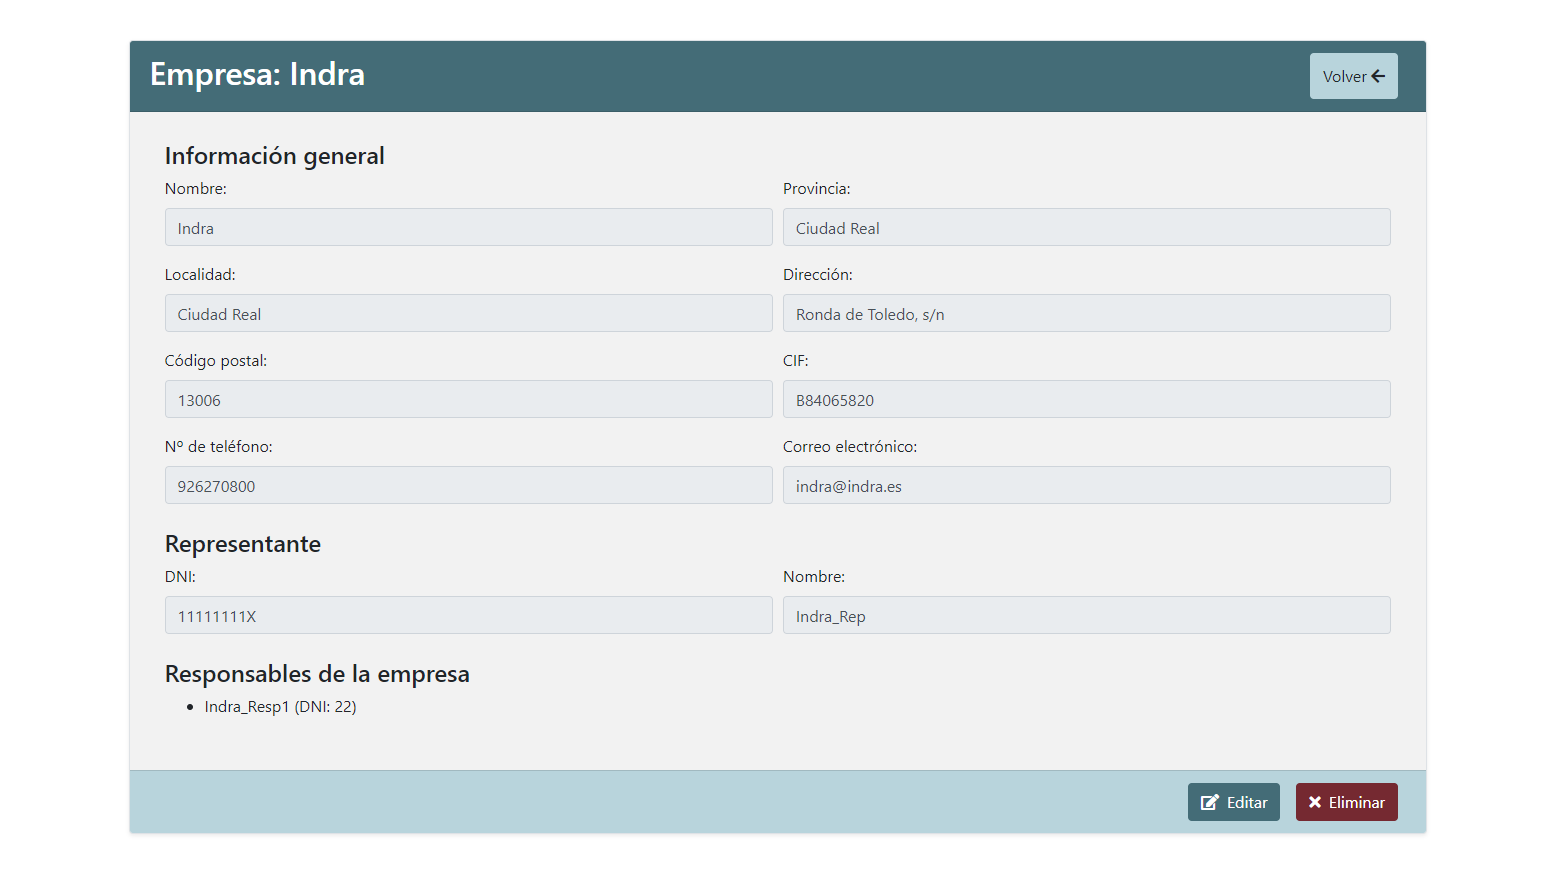 Empresa: Indra
Volver
Información general
Nombre:
Provincia:
Indra
Ciudad Real
Localidad:
Dirección:
Ciudad Real
Ronda de Toledo, s/n
Código postal:
CIF:
13006
B84065820
Nº de teléfono:
Correo electrónico:
926270800
indra@indra.es
Representante
DNI:
Nombre:
11111111X
Indra_Rep
Responsables de la empresa
Indra_Resp1 (DNI: 22)
Editar
Eliminar